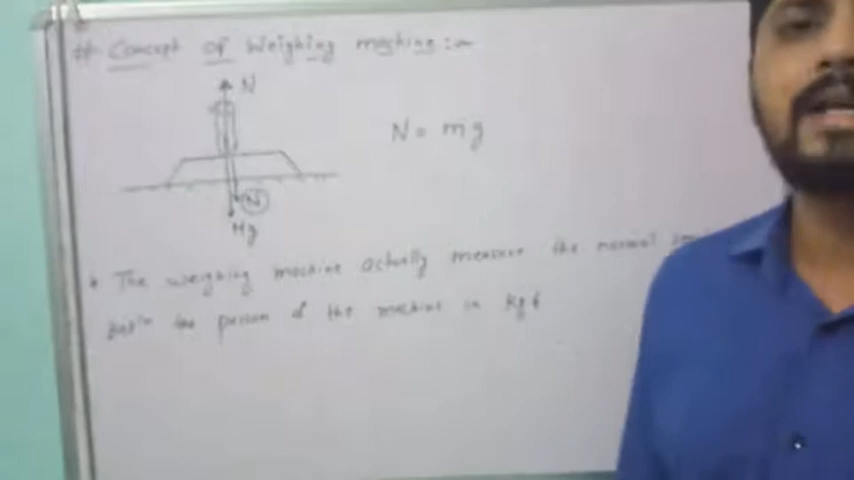 # Concept of Weighing machine :-
N
N = mg
N
Mg
* The weighing machine actually measure the normal
the person & the machine in Kgf